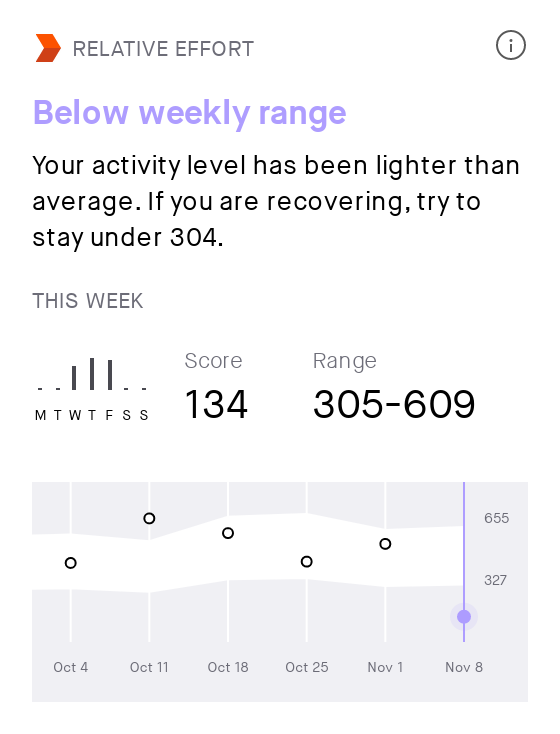 RELATIVE EFFORT
Below weekly range
Your activity level has been lighter than
average. If you are recovering, try to
stay under 304.
THIS WEEK
Score Range
134 305-609
M T W T F S S
655
327
Oct 4 Oct 11 Oct 18 Oct 25 Nov 1 Nov 8